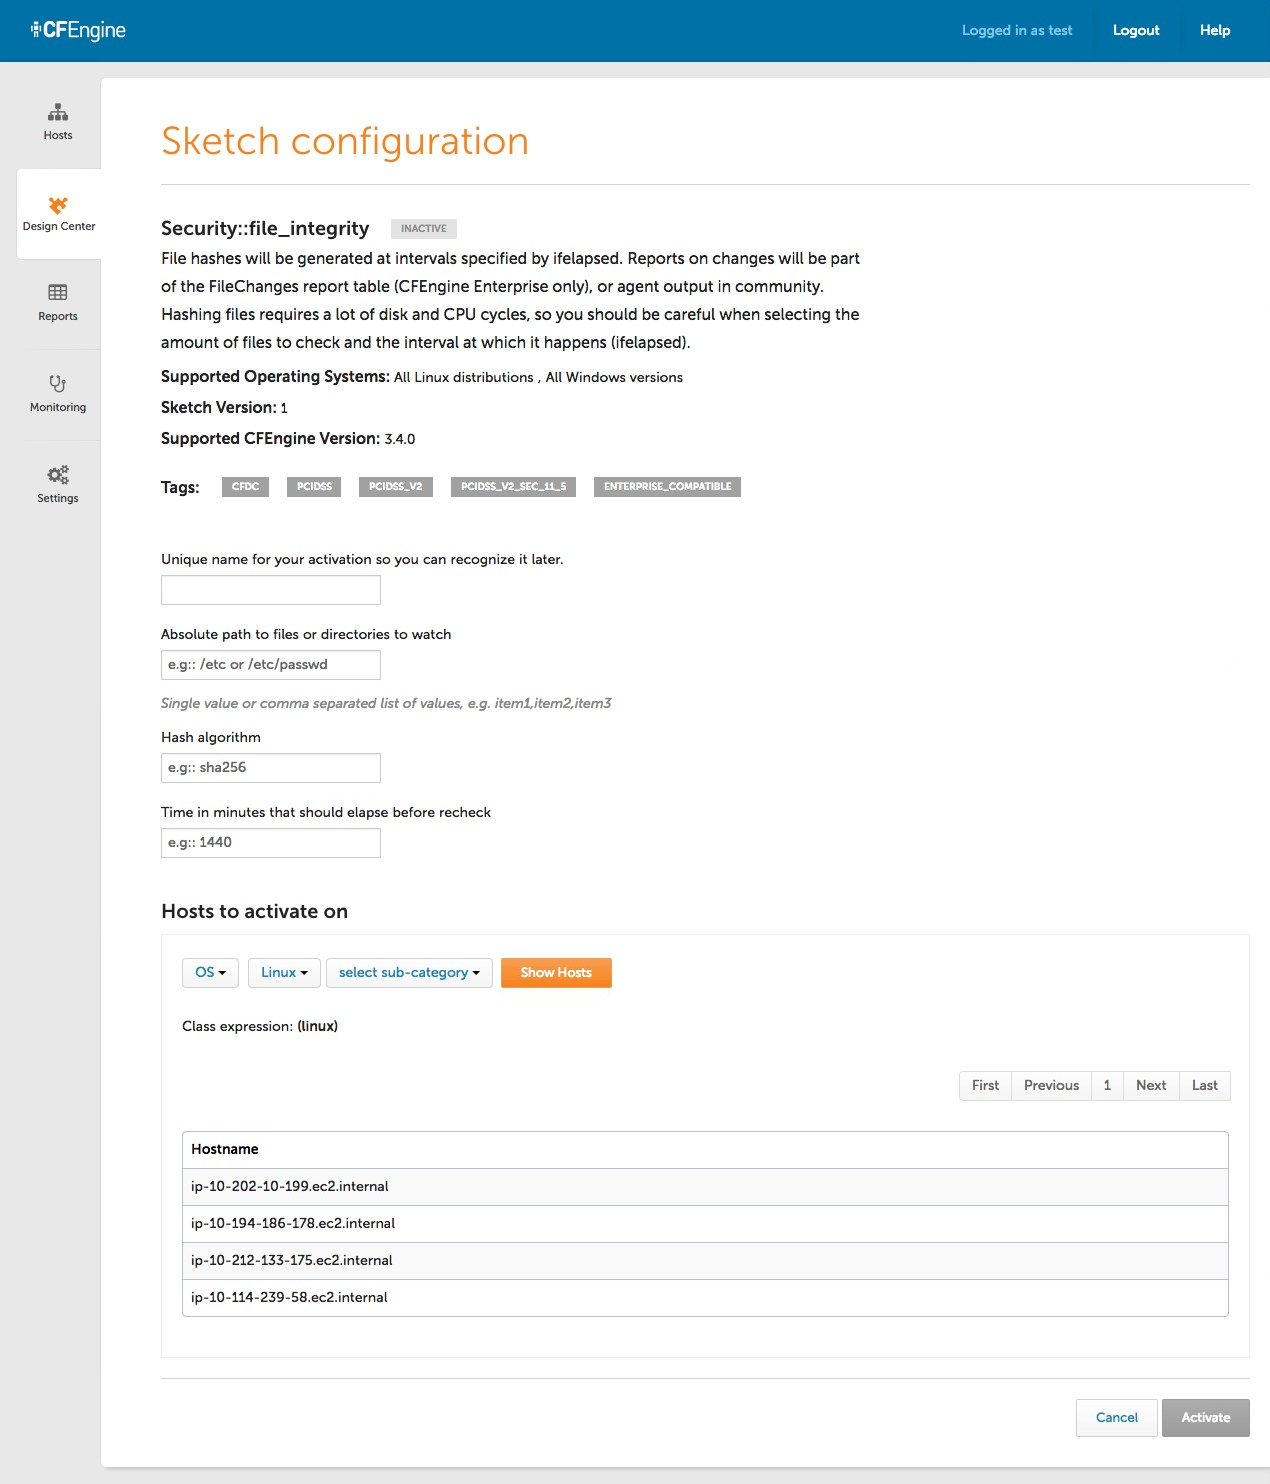 CFEngine
Logged in as test
Logout
Help
Hosts
Design Center
Reports
Monitoring
Settings
Sketch configuration
Security::file_integrity INACTIVE
File hashes will be generated at intervals specified by ifelapsed. Reports on changes will be part
of the FileChanges report table (CFEngine Enterprise only), or agent output in community.
Hashing files requires a lot of disk and CPU cycles, so you should be careful when selecting the
amount of files to check and the interval at which it happens (ifelapsed).
Supported Operating Systems: All Linux distributions , All Windows versions
Sketch Version: 1
Supported CFEngine Version: 3.4.0
Tags: CFDC PCIDSS PCIDSS_V2 PCIDSS_V2_SEC_11_5 ENTERPRISE_COMPATIBLE
Unique name for your activation so you can recognize it later.
Absolute path to files or directories to watch
e.g:: /etc or /etc/passwd
Single value or comma separated list of values, e.g. item1,item2,item3
Hash algorithm
e.g:: sha256
Time in minutes that should elapse before recheck
e.g:: 1440
Hosts to activate on
OS Linux select sub-category Show Hosts
Class expression: (linux)
First Previous 1 Next Last
Hostname
ip-10-202-10-199.ec2.internal
ip-10-194-186-178.ec2.internal
ip-10-212-133-175.ec2.internal
ip-10-114-239-58.ec2.internal
Cancel Activate